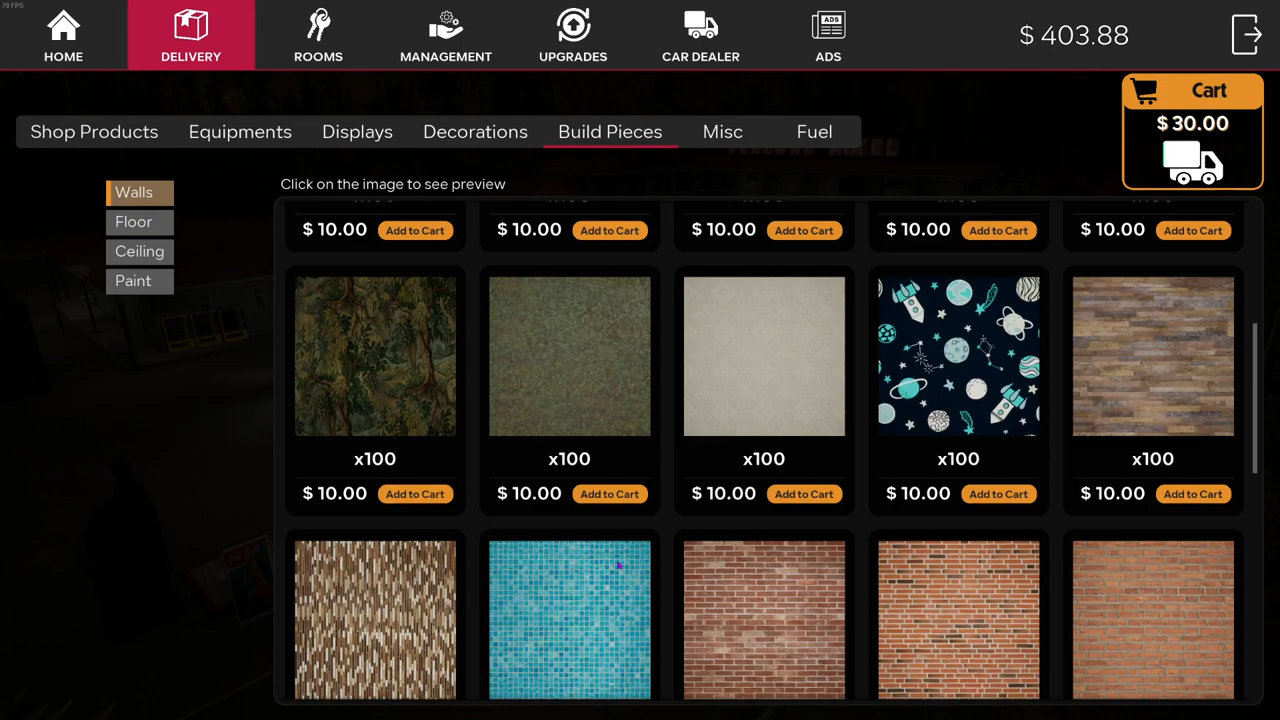 79 FPS
HOME DELIVERY ROOMS MANAGEMENT UPGRADES CAR DEALER ADS
ADS
$ 403.88
Cart
$ 30.00
Shop Products Equipments Displays Decorations Build Pieces Misc Fuel
Click on the image to see preview
Walls
Floor
Ceiling
Paint
$ 10.00 Add to Cart $ 10.00 Add to Cart $ 10.00 Add to Cart $ 10.00 Add to Cart $ 10.00 Add to Cart
x100 x100 x100 x100 x100
$ 10.00 Add to Cart $ 10.00 Add to Cart $ 10.00 Add to Cart $ 10.00 Add to Cart $ 10.00 Add to Cart